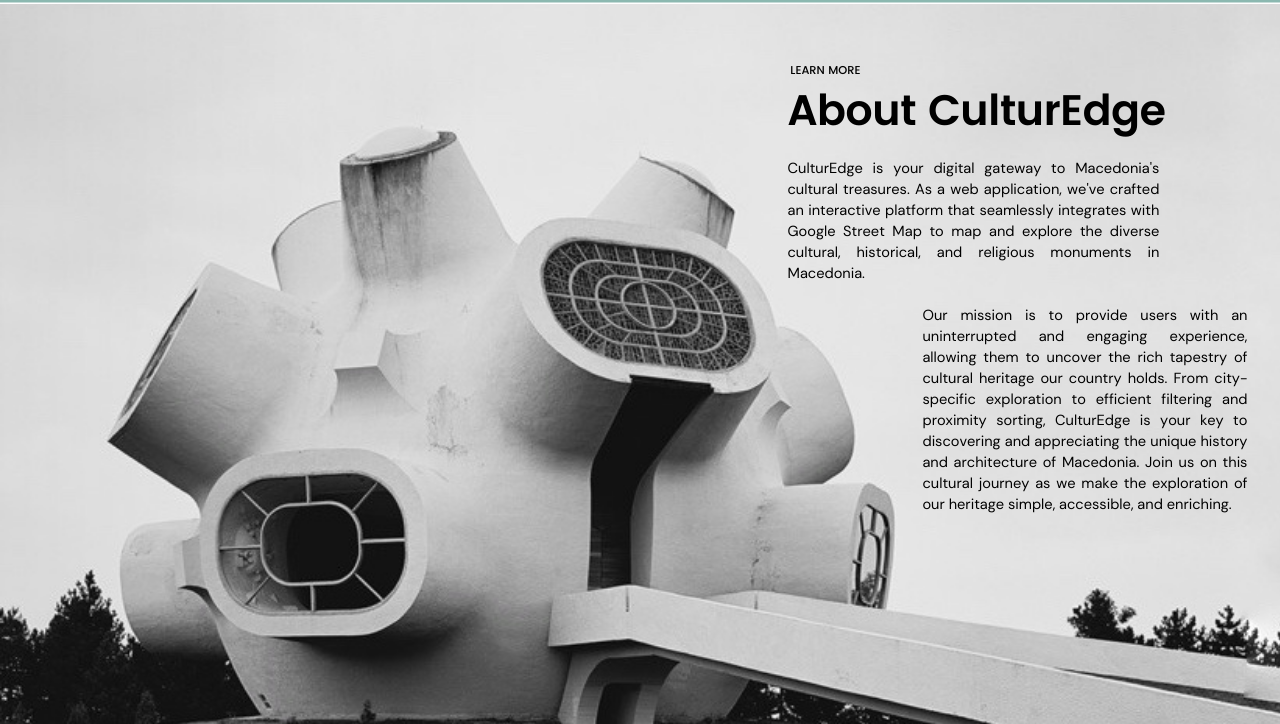 LEARN MORE
About CulturEdge
CulturEdge is your digital gateway to Macedonia's
cultural treasures. As a web application, we've crafted
an interactive platform that seamlessly integrates with
Google Street Map to map and explore the diverse
cultural, historical, and religious monuments in
Macedonia.
Our mission is to provide users with an
uninterrupted and engaging experience,
allowing them to uncover the rich tapestry of
cultural heritage our country holds. From city-
specific exploration to efficient filtering and
proximity sorting, CulturEdge is your key to
discovering and appreciating the unique history
and architecture of Macedonia. Join us on this
cultural journey as we make the exploration of
our heritage simple, accessible, and enriching.